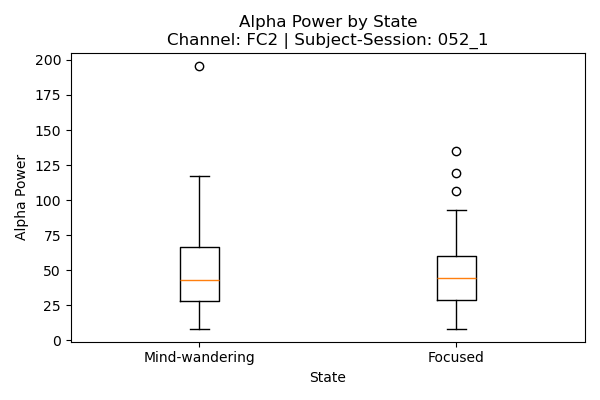 Alpha Power by State
Channel: FC2 | Subject-Session: 052_1
200
175
150
125
100
75
50
25
0
Alpha Power
Mind-wandering
Focused
State